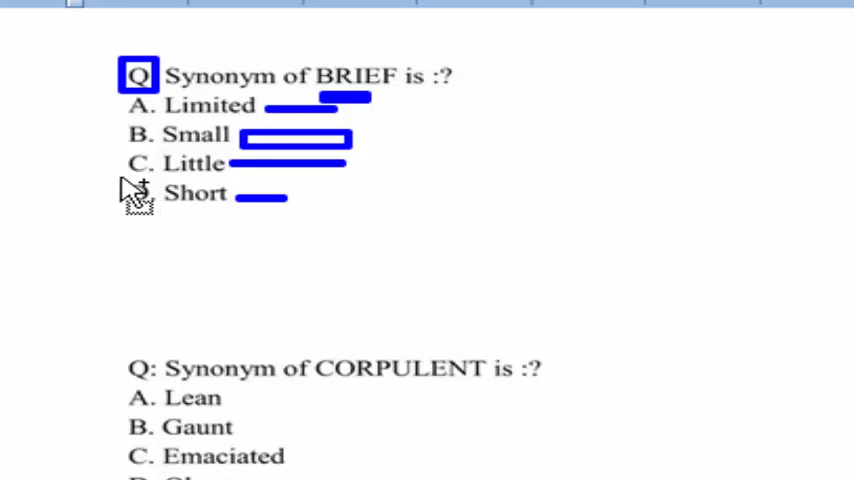 Q Synonym of BRIEF is :?
A. Limited
B. Small
C. Little
Short
Q: Synonym of CORPULENT is :?
A. Lean
B. Gaunt
C. Emaciated